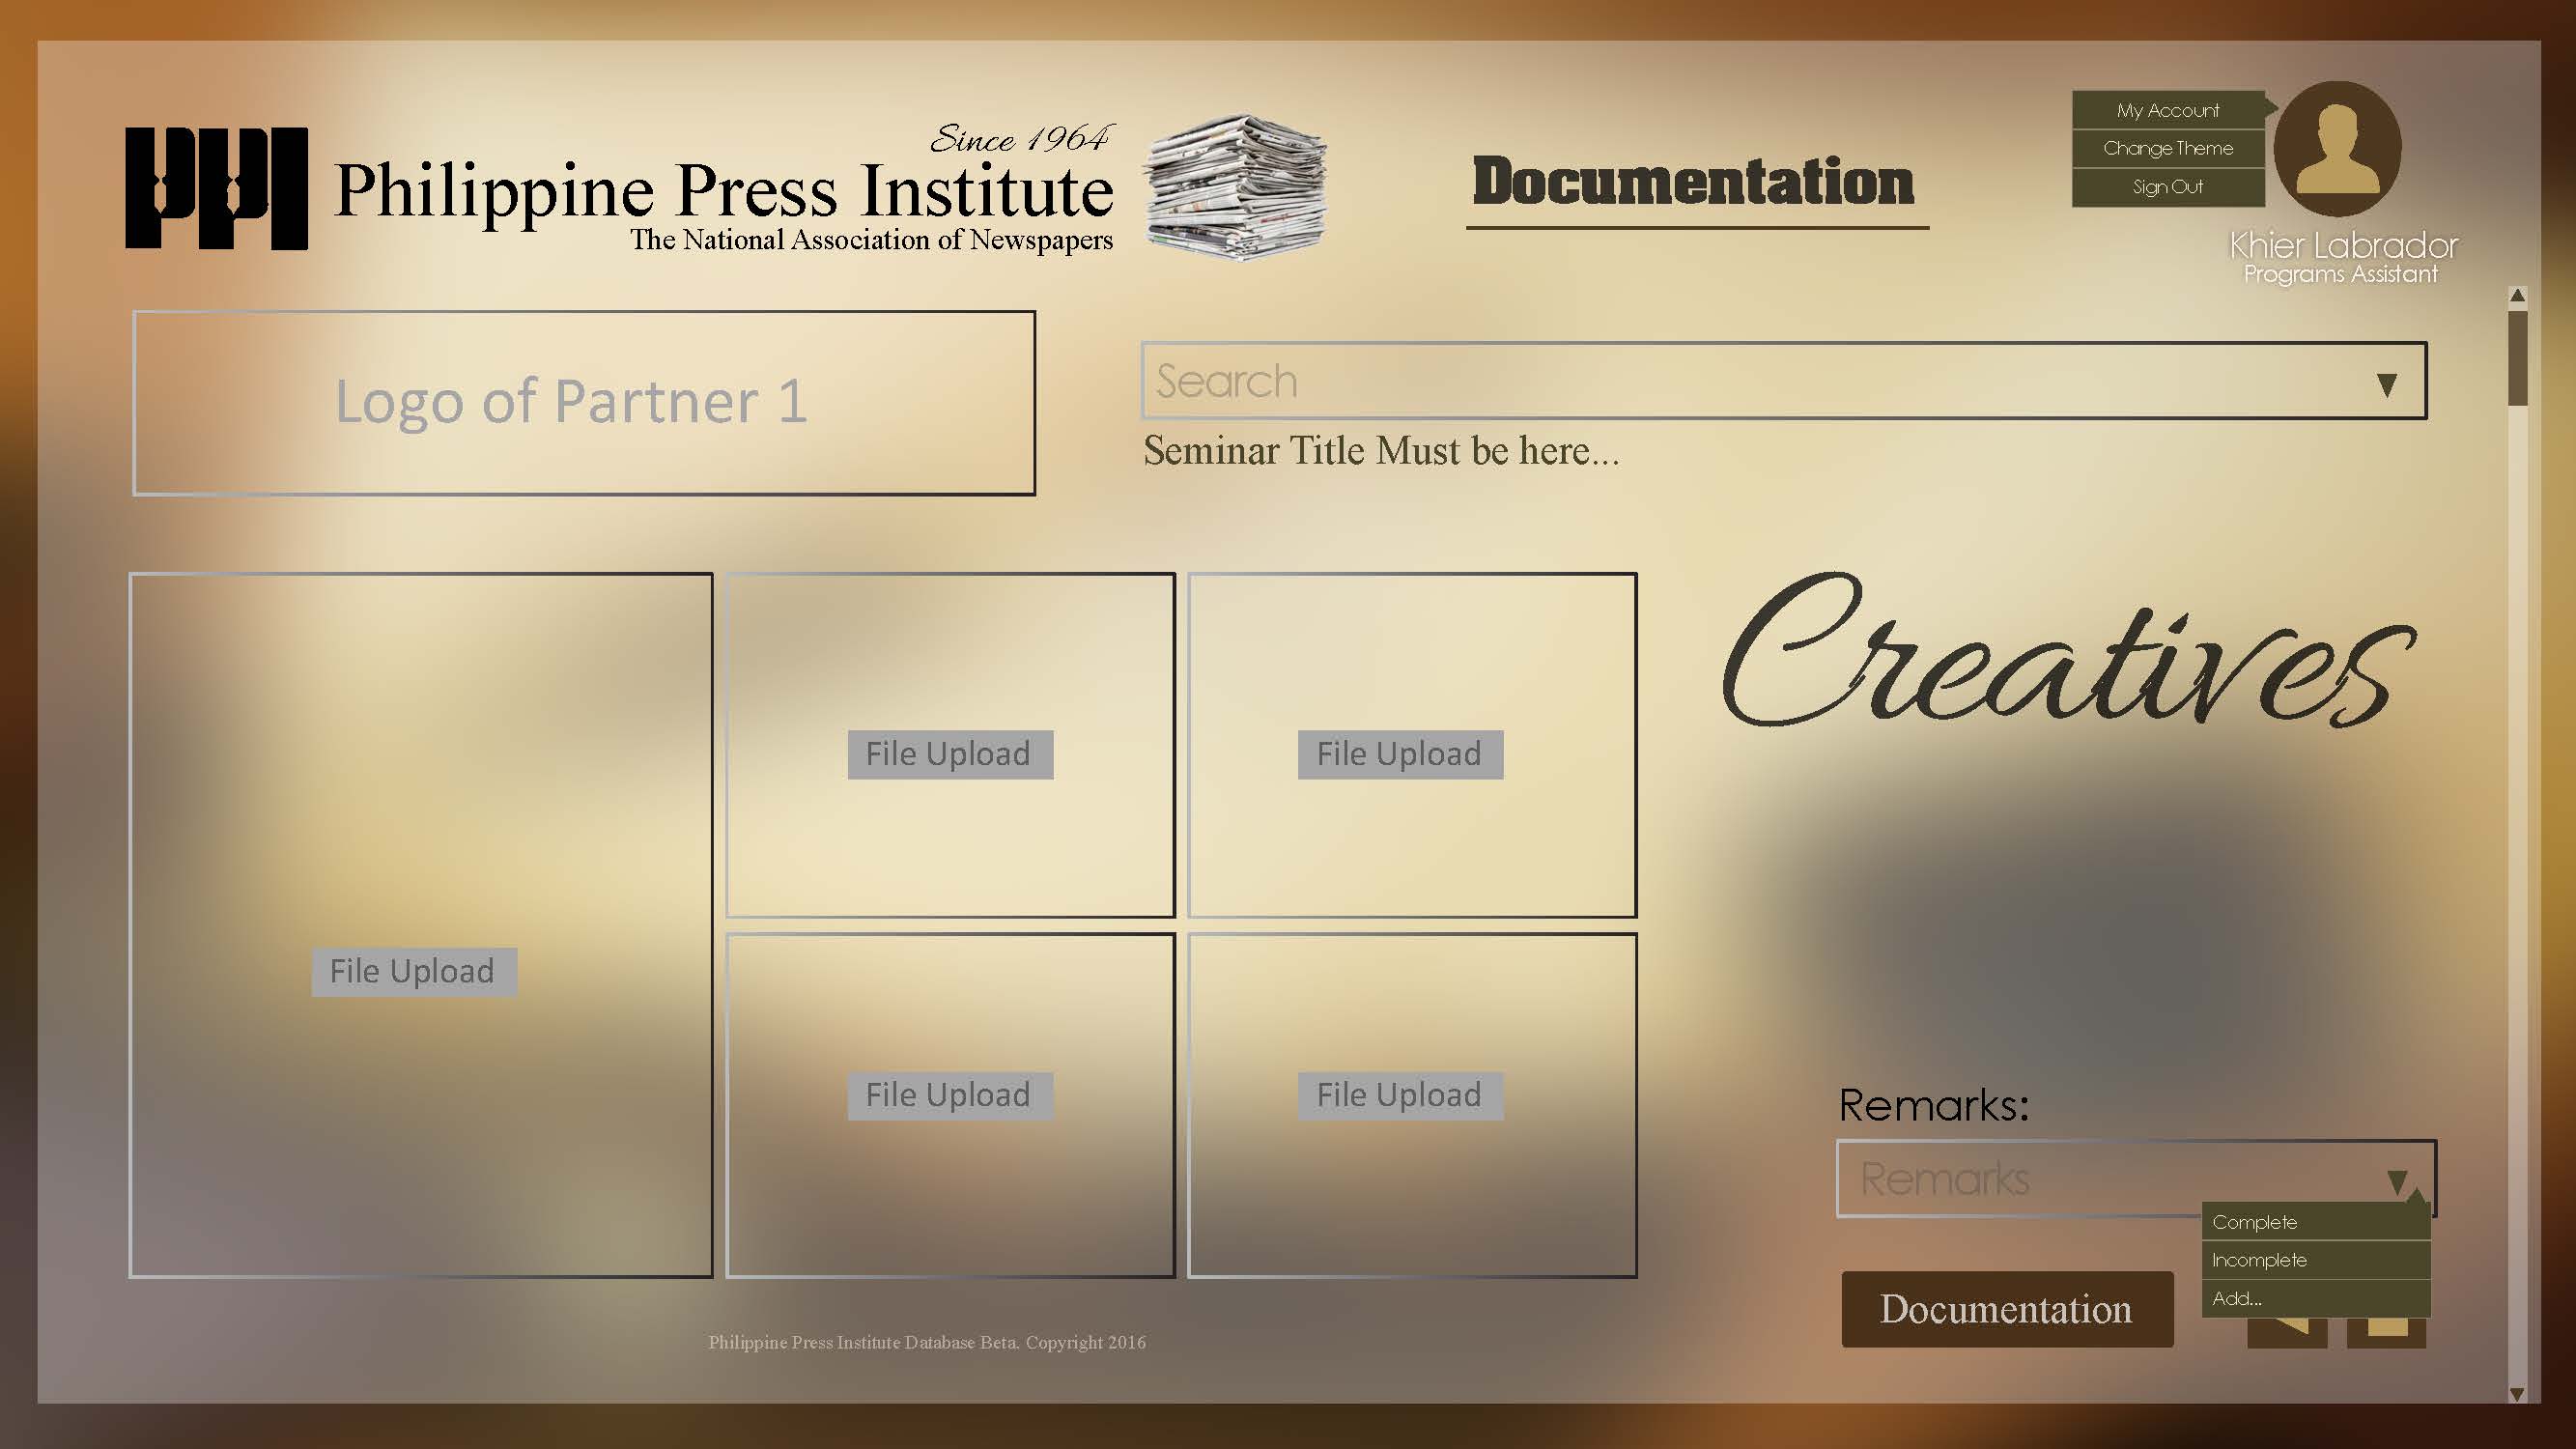 PPI
Since 1964
Philippine Press Institute
The National Association of Newspapers
Documentation
My Account
Change Theme
Sign Out
Khier Labrador
Programs Assistant
Logo of Partner 1
Search
Seminar Title Must be here...
Creatives
File Upload
File Upload
File Upload
File Upload
File Upload
Remarks:
Remarks
Complete
Incomplete
Add...
Documentation
Philippine Press Institute Database Beta. Copyright 2016